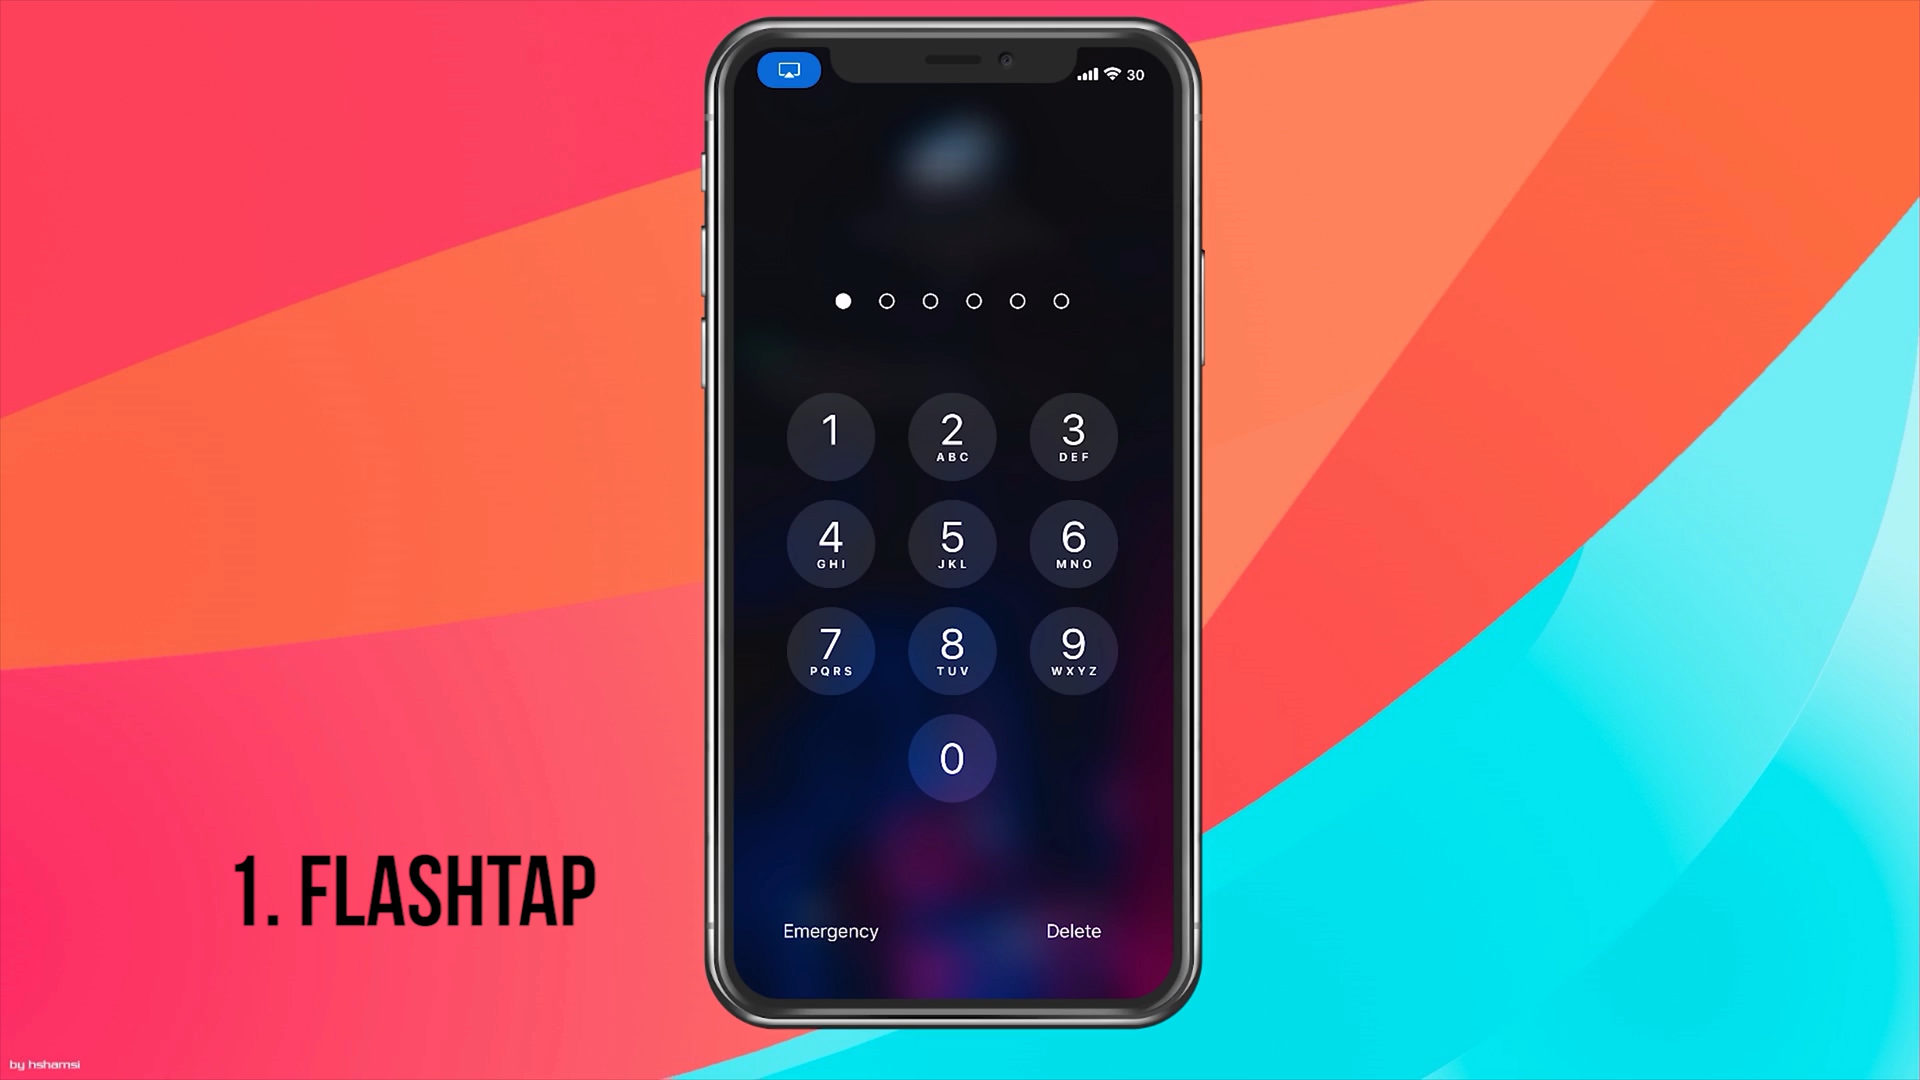 30
1
2
ABC
3
DEF
4
GHI
5
JKL
6
MNO
7
PQRS
8
TUV
9
WXYZ
0
1. FLASHTAP
Emergency
Delete
by hshamsi